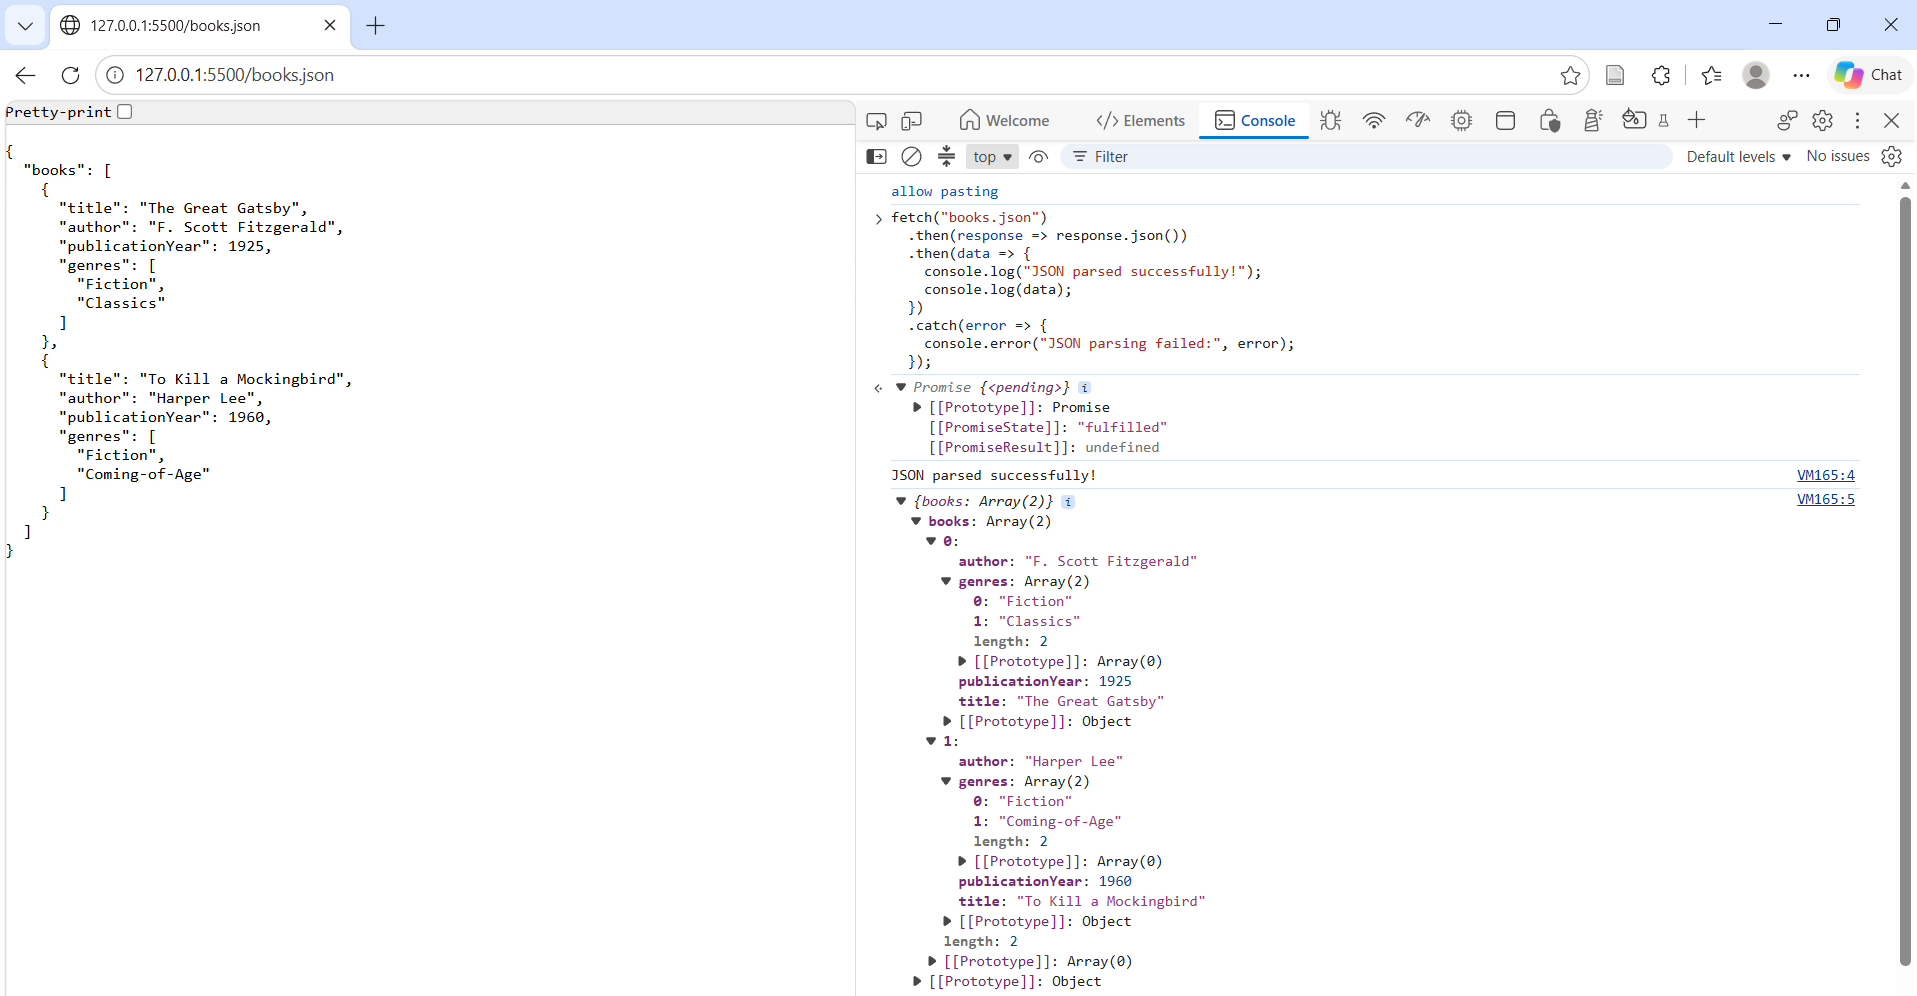 127.0.0.1:5500/books.json
127.0.0.1:5500/books.json
Chat
Pretty-print
{
  "books": [
    {
      "title": "The Great Gatsby",
      "author": "F. Scott Fitzgerald",
      "publicationYear": 1925,
      "genres": [
        "Fiction",
        "Classics"
      ]
    },
    {
      "title": "To Kill a Mockingbird",
      "author": "Harper Lee",
      "publicationYear": 1960,
      "genres": [
        "Fiction",
        "Coming-of-Age"
      ]
    }
  ]
}
Welcome
</> Elements
Console
top
Filter
Default levels
No issues
allow pasting
fetch("books.json")
  .then(response => response.json())
  .then(data => {
    console.log("JSON parsed successfully!");
    console.log(data);
  })
  .catch(error => {
    console.error("JSON parsing failed:", error);
  });
Promise {<pending>} i
[[Prototype]]: Promise
[[PromiseState]]: "fulfilled"
[[PromiseResult]]: undefined
JSON parsed successfully! VM165:4
{books: Array(2)} i VM165:5
books: Array(2)
0:
author: "F. Scott Fitzgerald"
genres: Array(2)
0: "Fiction"
1: "Classics"
length: 2
[[Prototype]]: Array(0)
publicationYear: 1925
title: "The Great Gatsby"
[[Prototype]]: Object
1:
author: "Harper Lee"
genres: Array(2)
0: "Fiction"
1: "Coming-of-Age"
length: 2
[[Prototype]]: Array(0)
publicationYear: 1960
title: "To Kill a Mockingbird"
[[Prototype]]: Object
length: 2
[[Prototype]]: Array(0)
[[Prototype]]: Object